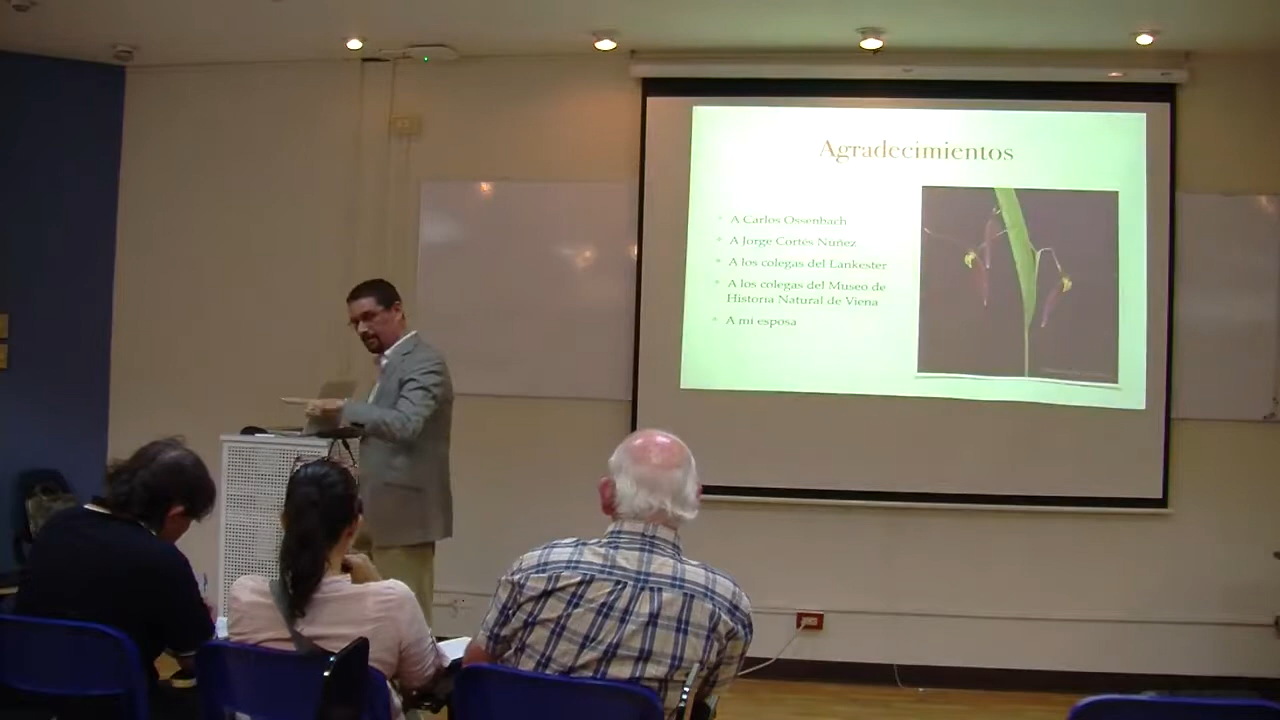 Agradecimientos
A Carlos Ossenbach
A Jorge Cortés Nuñez
A los colegas del Lankester
A los colegas del Museo de
Historia Natural de Viena
A mi esposa